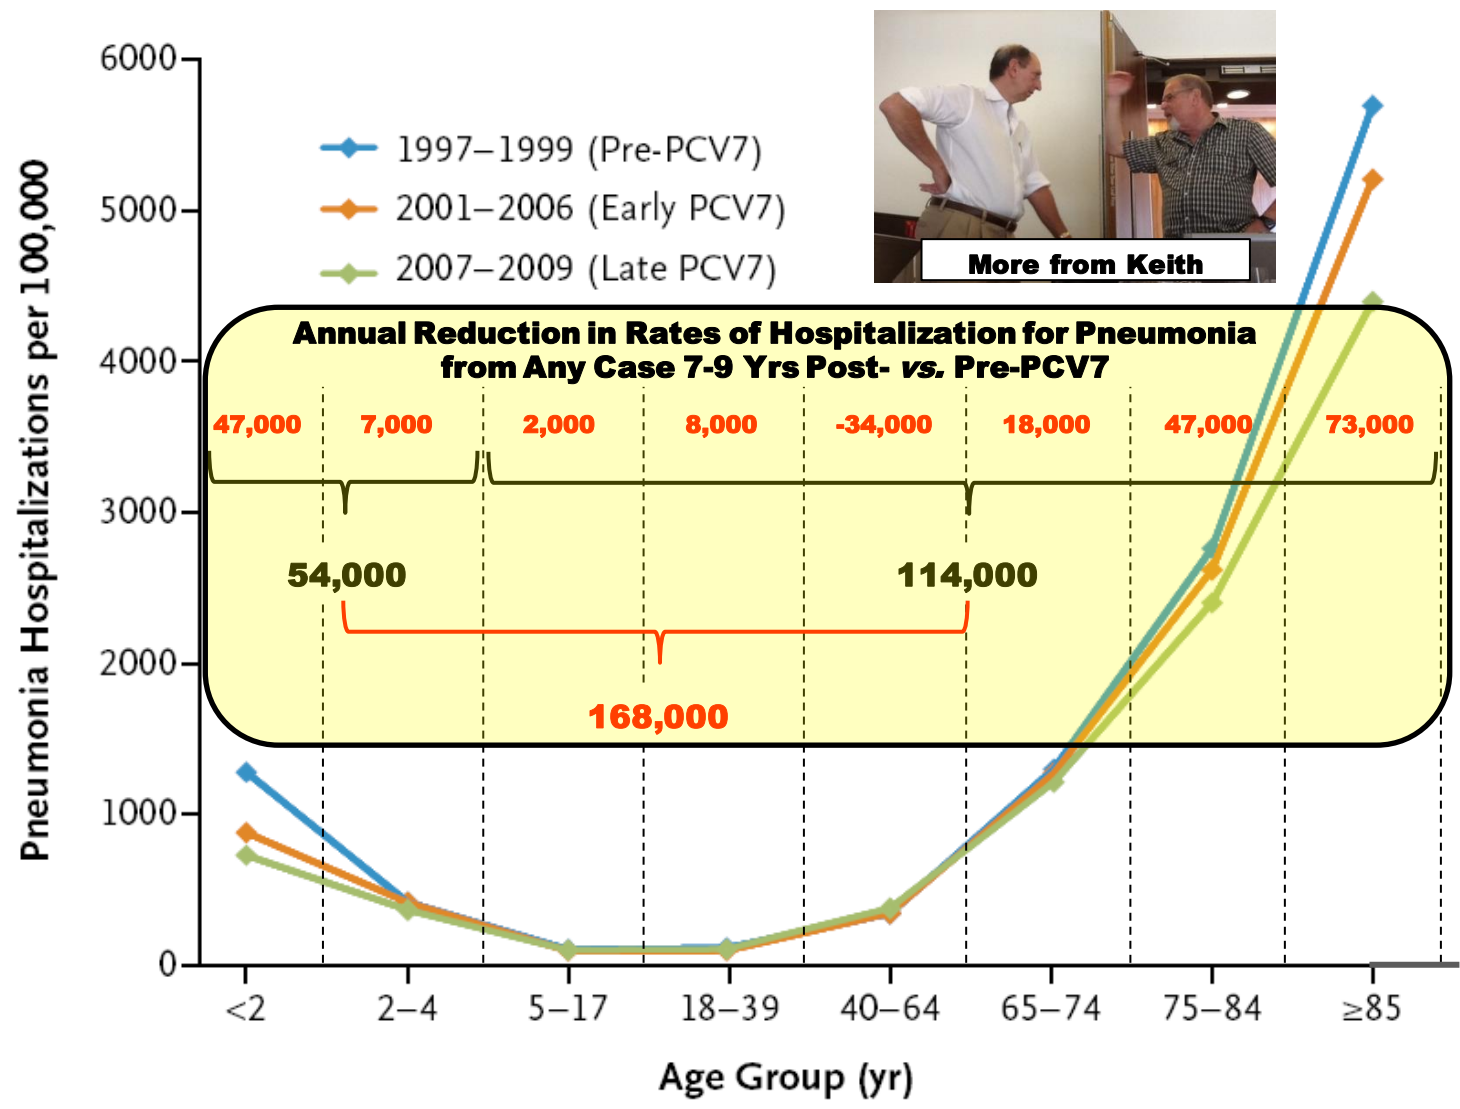 Pneumonia Hospitalizations per 100,000
6000
5000
4000
3000
2000
1000
0
1997–1999 (Pre-PCV7)
2001–2006 (Early PCV7)
2007–2009 (Late PCV7)
More from Keith
Annual Reduction in Rates of Hospitalization for Pneumonia
from Any Case 7-9 Yrs Post- vs. Pre-PCV7
47,000 7,000 2,000 8,000 -34,000 18,000 47,000 73,000
54,000 114,000
168,000
<2 2–4 5–17 18–39 40–64 65–74 75–84 ≥85
Age Group (yr)